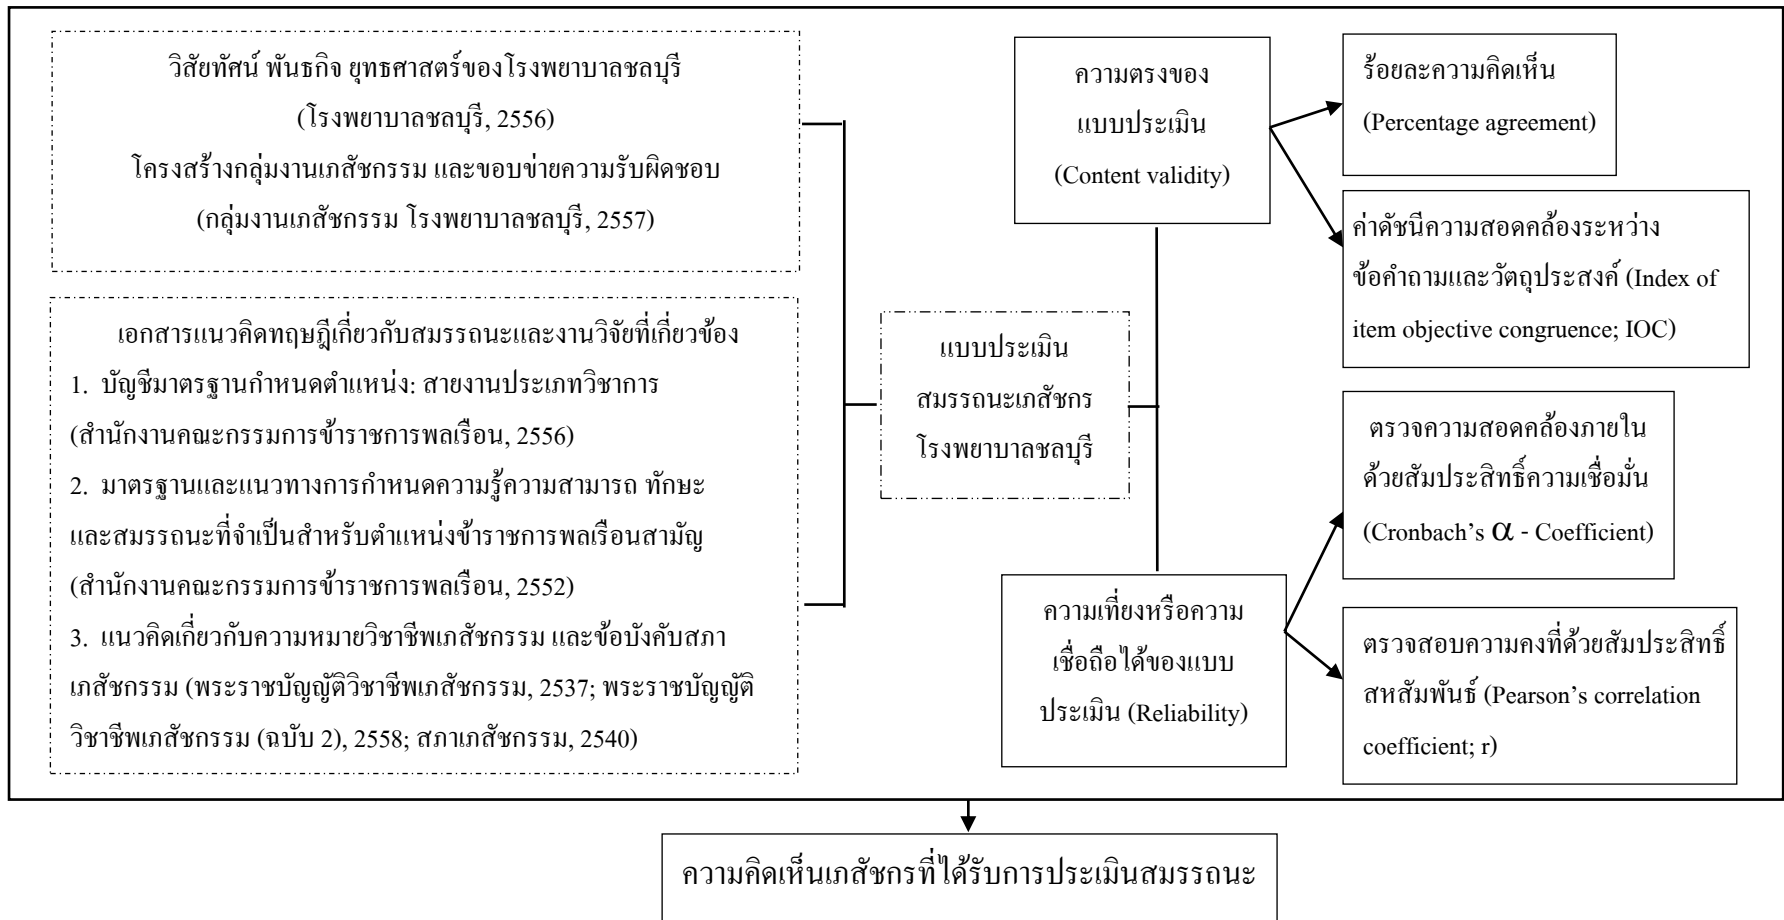 วิสัยทัศน์ พันธกิจ ยุทธศาสตร์ของโรงพยาบาลชลบุรี
(โรงพยาบาลชลบุรี, 2556)
โครงสร้างกลุ่มงานเภสัชกรรม และขอบข่ายความรับผิดชอบ
(กลุ่มงานเภสัชกรรม โรงพยาบาลชลบุรี, 2557)
เอกสารแนวคิดทฤษฎีเกี่ยวกับสมรรถนะและงานวิจัยที่เกี่ยวข้อง
1. บัญชีมาตรฐานกำหนดตำแหน่ง: สายงานประเภทวิชาการ
(สำนักงานคณะกรรมการข้าราชการพลเรือน, 2556)
2. มาตรฐานและแนวทางการกำหนดความรู้ความสามารถ ทักษะ
และสมรรถนะที่จำเป็นสำหรับตำแหน่งข้าราชการพลเรือนสามัญ
(สำนักงานคณะกรรมการข้าราชการพลเรือน, 2552)
3. แนวคิดเกี่ยวกับความหมายวิชาชีพเภสัชกรรม และข้อบังคับสภา
เภสัชกรรม (พระราชบัญญัติวิชาชีพเภสัชกรรม, 2537; พระราชบัญญัติ
วิชาชีพเภสัชกรรม (ฉบับ 2), 2558; สภาเภสัชกรรม, 2540)
แบบประเมิน
สมรรถนะเภสัชกร
โรงพยาบาลชลบุรี
ความตรงของ
แบบประเมิน
(Content validity)
ร้อยละความคิดเห็น
(Percentage agreement)
ค่าดัชนีความสอดคล้องระหว่าง
ข้อคำถามและวัตถุประสงค์ (Index of
item objective congruence; IOC)
ความเที่ยงหรือความ
เชื่อถือได้ของแบบ
ประเมิน (Reliability)
ตรวจความสอดคล้องภายใน
ด้วยสัมประสิทธิ์ความเชื่อมั่น
(Cronbach’s α - Coefficient)
ตรวจสอบความคงที่ด้วยสัมประสิทธิ์
สหสัมพันธ์ (Pearson’s correlation
coefficient; r)
ความคิดเห็นเภสัชกรที่ได้รับการประเมินสมรรถนะ